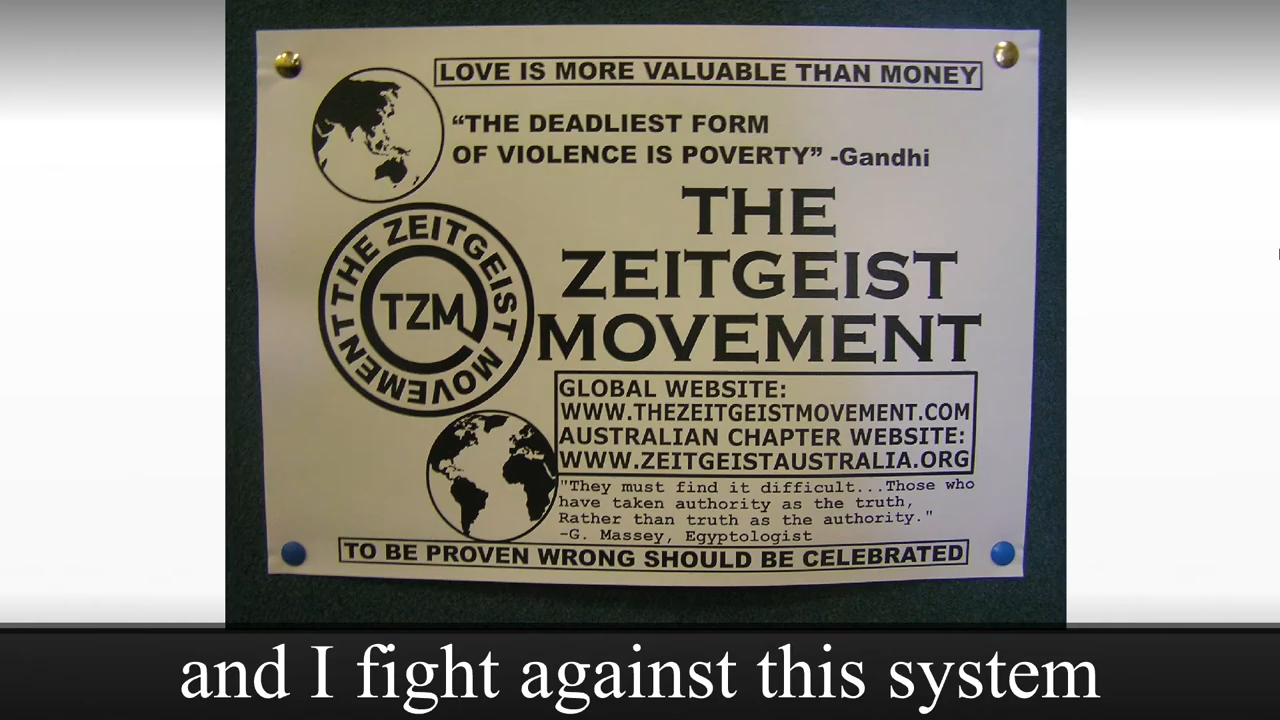 LOVE IS MORE VALUABLE THAN MONEY
“THE DEADLIEST FORM
OF VIOLENCE IS POVERTY” -Gandhi
THE
ZEITGEIST
MOVEMENT
THE ZEITGEIST MOVEMENT
TZM
GLOBAL WEBSITE:
WWW.THEZEITGEISTMOVEMENT.COM
AUSTRALIAN CHAPTER WEBSITE:
WWW.ZEITGEISTAUSTRALIA.ORG
"They must find it difficult...Those who
have taken authority as the truth,
Rather than truth as the authority."
-G. Massey, Egyptologist
TO BE PROVEN WRONG SHOULD BE CELEBRATED
and I fight against this system